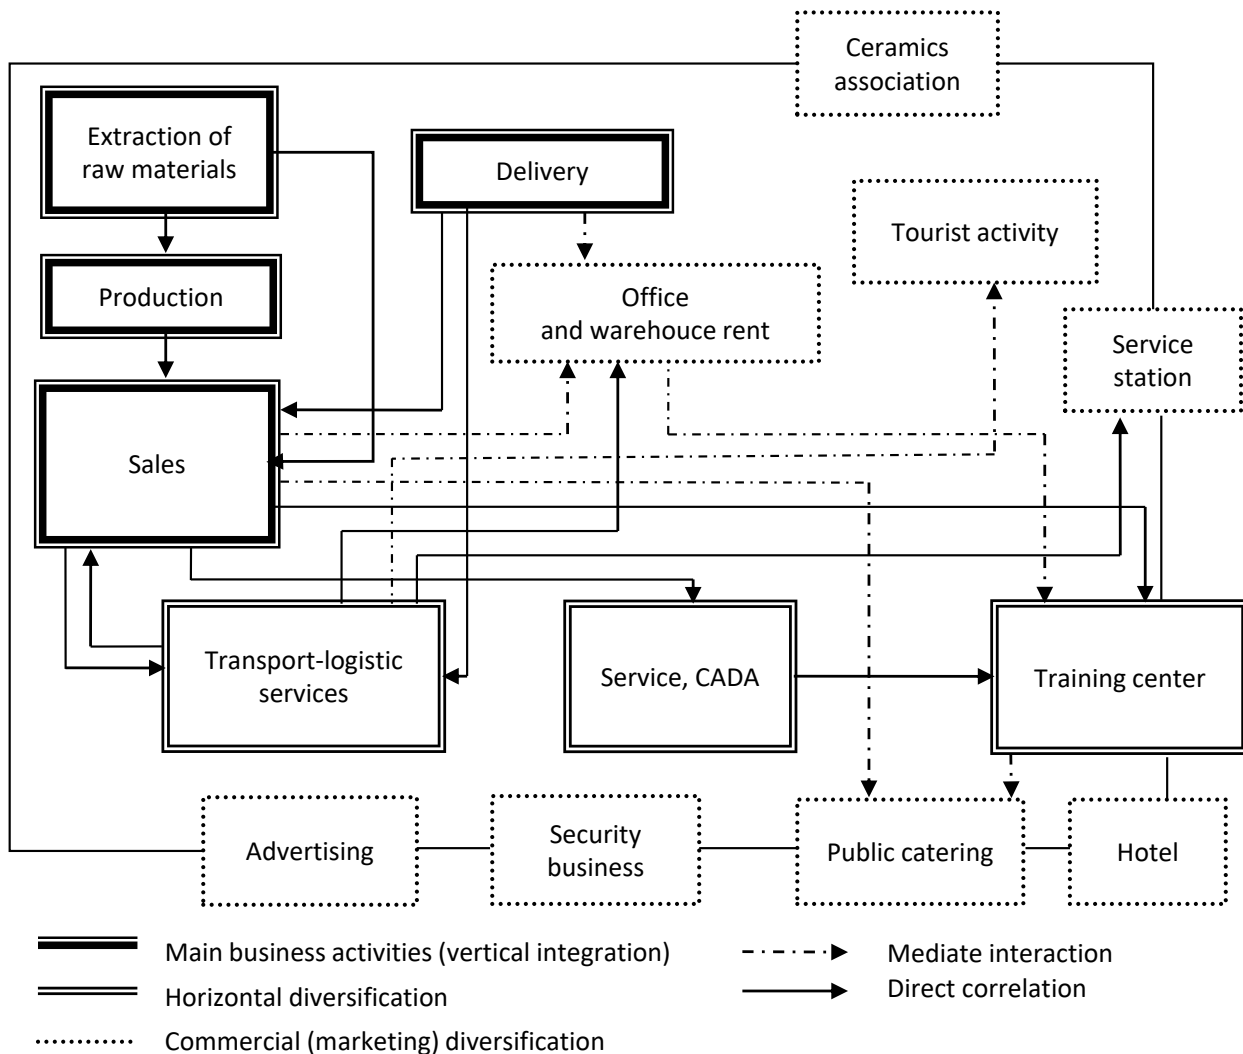 Ceramics
association
Extraction of
raw materials
Delivery
Tourist activity
Production
Office
and warehouce rent
Service
station
Sales
Transport-logistic
services
Service, CADA
Training center
Advertising
Security
business
Public catering
Hotel
Main business activities (vertical integration)
Horizontal diversification
Commercial (marketing) diversification
Mediate interaction
Direct correlation